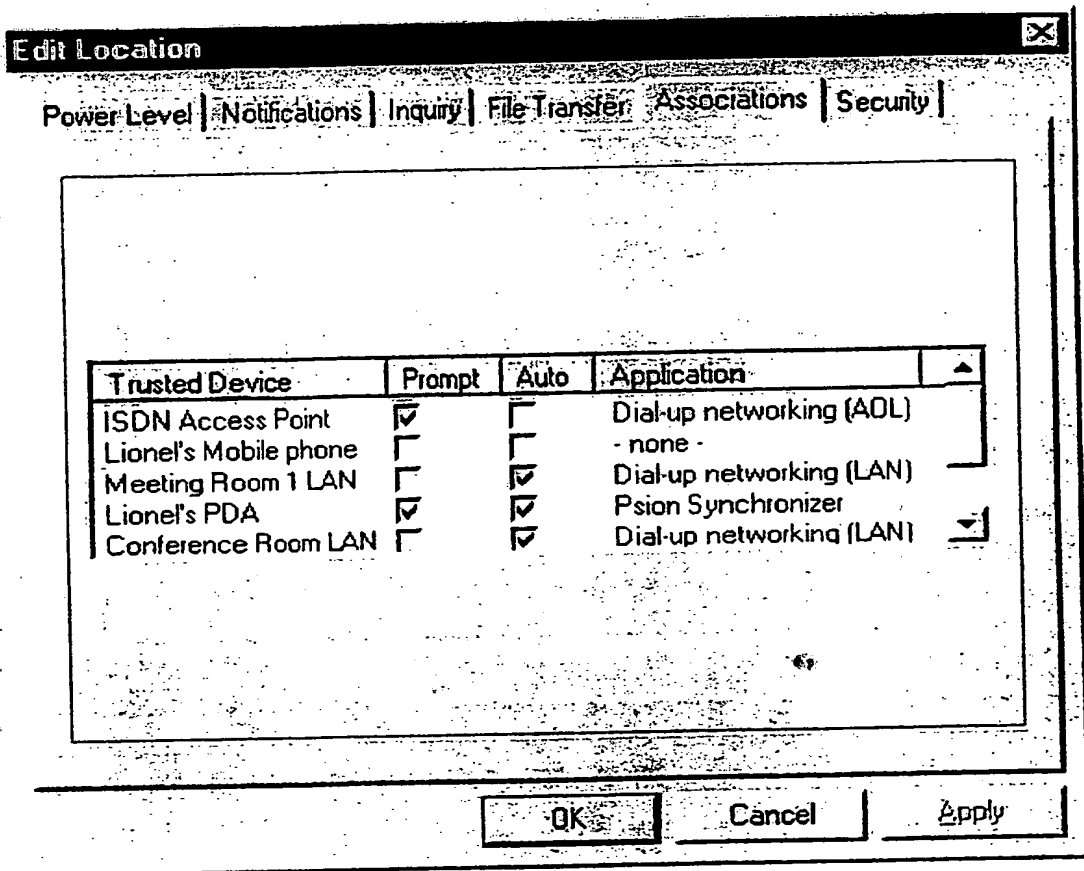 Edit Location
Power Level Notifications Inquiry File Transfer Associations Security
Trusted Device Prompt Auto Application
ISDN Access Point Dial-up networking (AOL)
Lionel's Mobile phone - none -
Meeting Room 1 LAN Dial-up networking (LAN)
Lionel's PDA Psion Synchronizer
Conference Room LAN Dial-up networking (LAN)
OK Cancel Apply